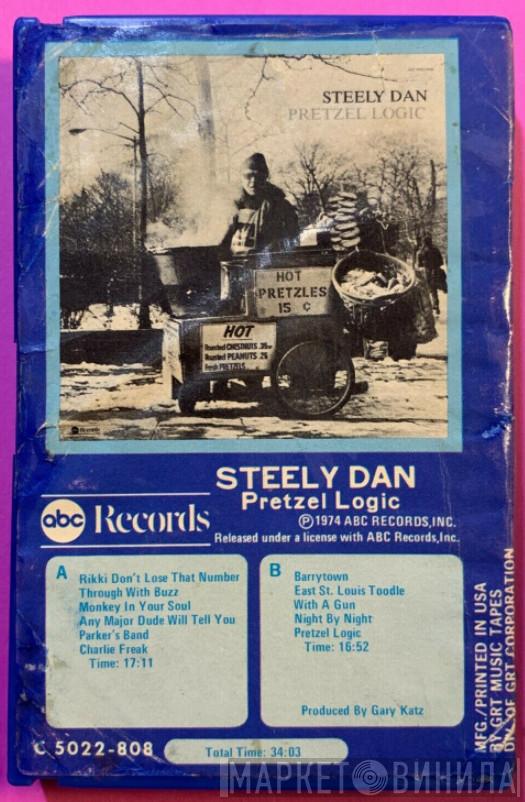 STEELY DAN
PRETZEL LOGIC
HOT
PRETZLES
15 ¢
HOT
Roasted CHESTNUTS .35
Roasted PEANUTS .25
Fresh PRETZELS
STEELY DAN
Pretzel Logic
abc Records
Ⓟ 1974 ABC RECORDS, INC.
Released under a license with ABC Records, Inc.
A
Rikki Don't Lose That Number
Through With Buzz
Monkey In Your Soul
Any Major Dude Will Tell You
Parker's Band
Charlie Freak
Time: 17:11
B
Barrytown
East St. Louis Toodle
With A Gun
Night By Night
Pretzel Logic
Time: 16:52
Produced By Gary Katz
C 5022-808
Total Time: 34:03
MFG./PRINTED IN USA
BY GRT MUSIC TAPES
DIV. OF GRT CORPORATION
МАРКЕТ ВИНИЛА